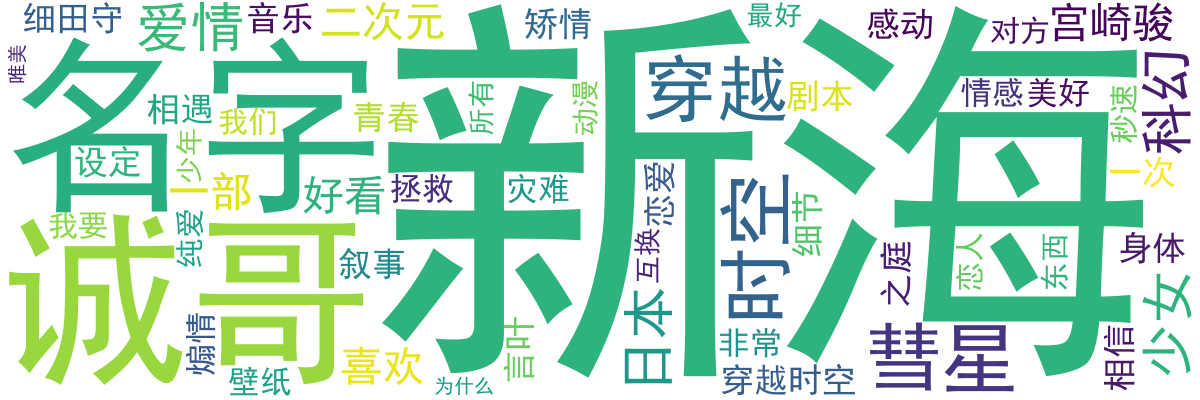 细田守
爱情
音乐
二次元
矫情
最好
感动
对方
宫崎骏
唯美
名字
新海
穿越
剧本
情感
美好
科幻
相遇
我们
青春
所有
动漫
秒速
设定
少年
一部
好看
拯救
灾难
恋爱
时空
细节
一次
我要
纯爱
诚哥
叙事
互换
之庭
恋人
东西
身体
煽情
壁纸
喜欢
言叶
为什么
日本
非常
穿越时空
彗星
相信
少女